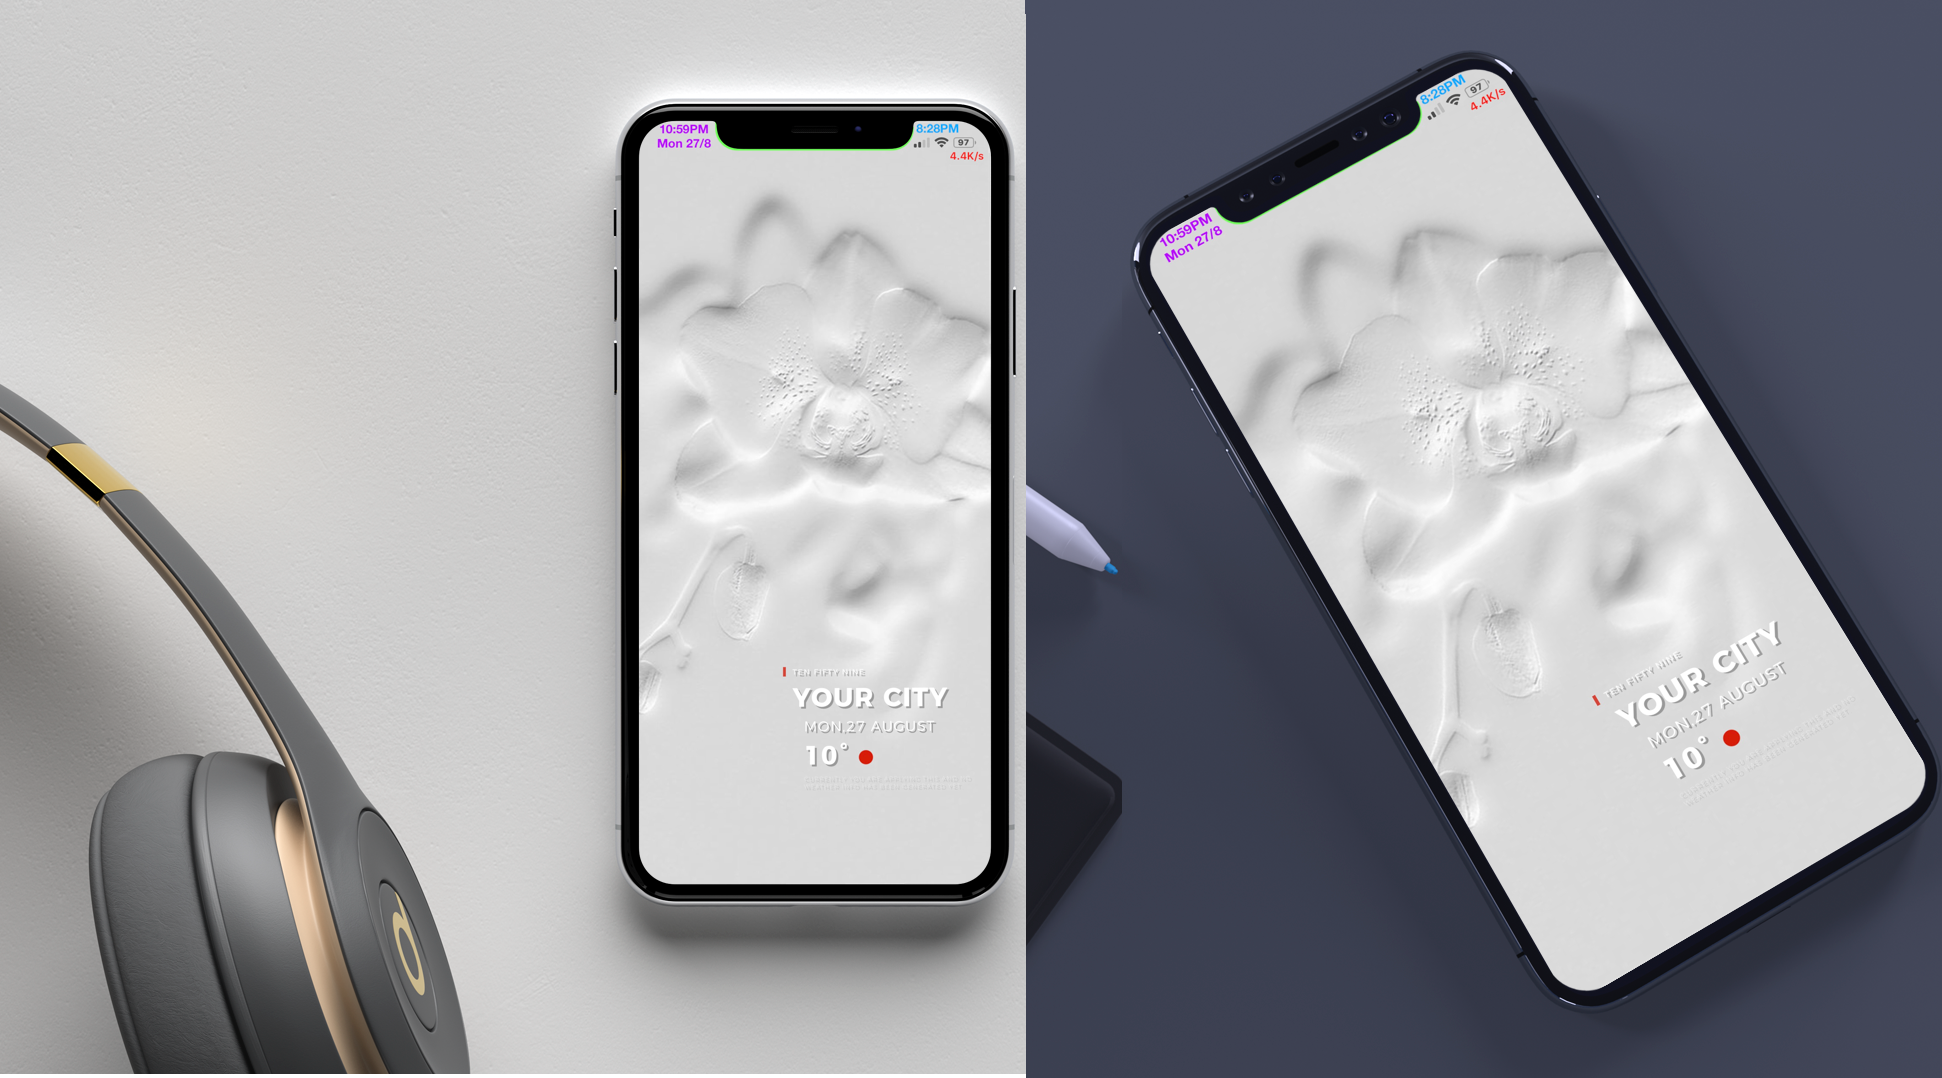 10:59PM
Mon 27/8
8:28PM
97
4.4K/s
TEN FIFTY NINE
YOUR CITY
MON,27 AUGUST
10°
8:28PM
97
4.4K/s
10:59PM
Mon 27/8
TEN FIFTY NINE
YOUR CITY
MON,27 AUGUST
10°